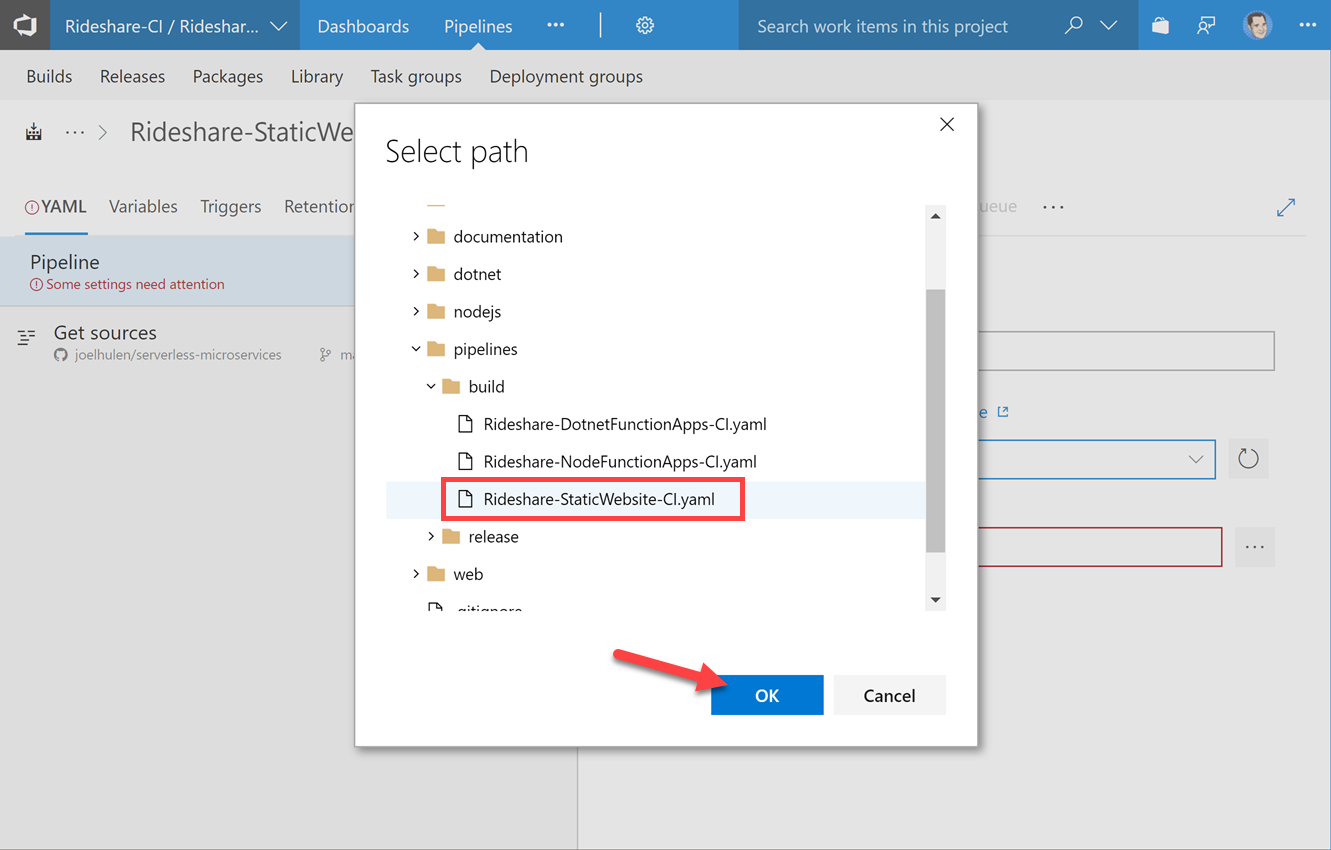 Rideshare-CI / Rideshar... Dashboards Pipelines ··· Search work items in this project ···
Builds Releases Packages Library Task groups Deployment groups
··· Rideshare-StaticWe
Select path
YAML Variables Triggers Retention ueue ···
documentation
Pipeline
dotnet
Some settings need attention
nodejs
Get sources
pipelines
joelhulen/serverless-microservices ma
build
e
Rideshare-DotnetFunctionApps-CI.yaml
Rideshare-NodeFunctionApps-CI.yaml
Rideshare-StaticWebsite-CI.yaml
release
···
web
.gitignore
OK Cancel